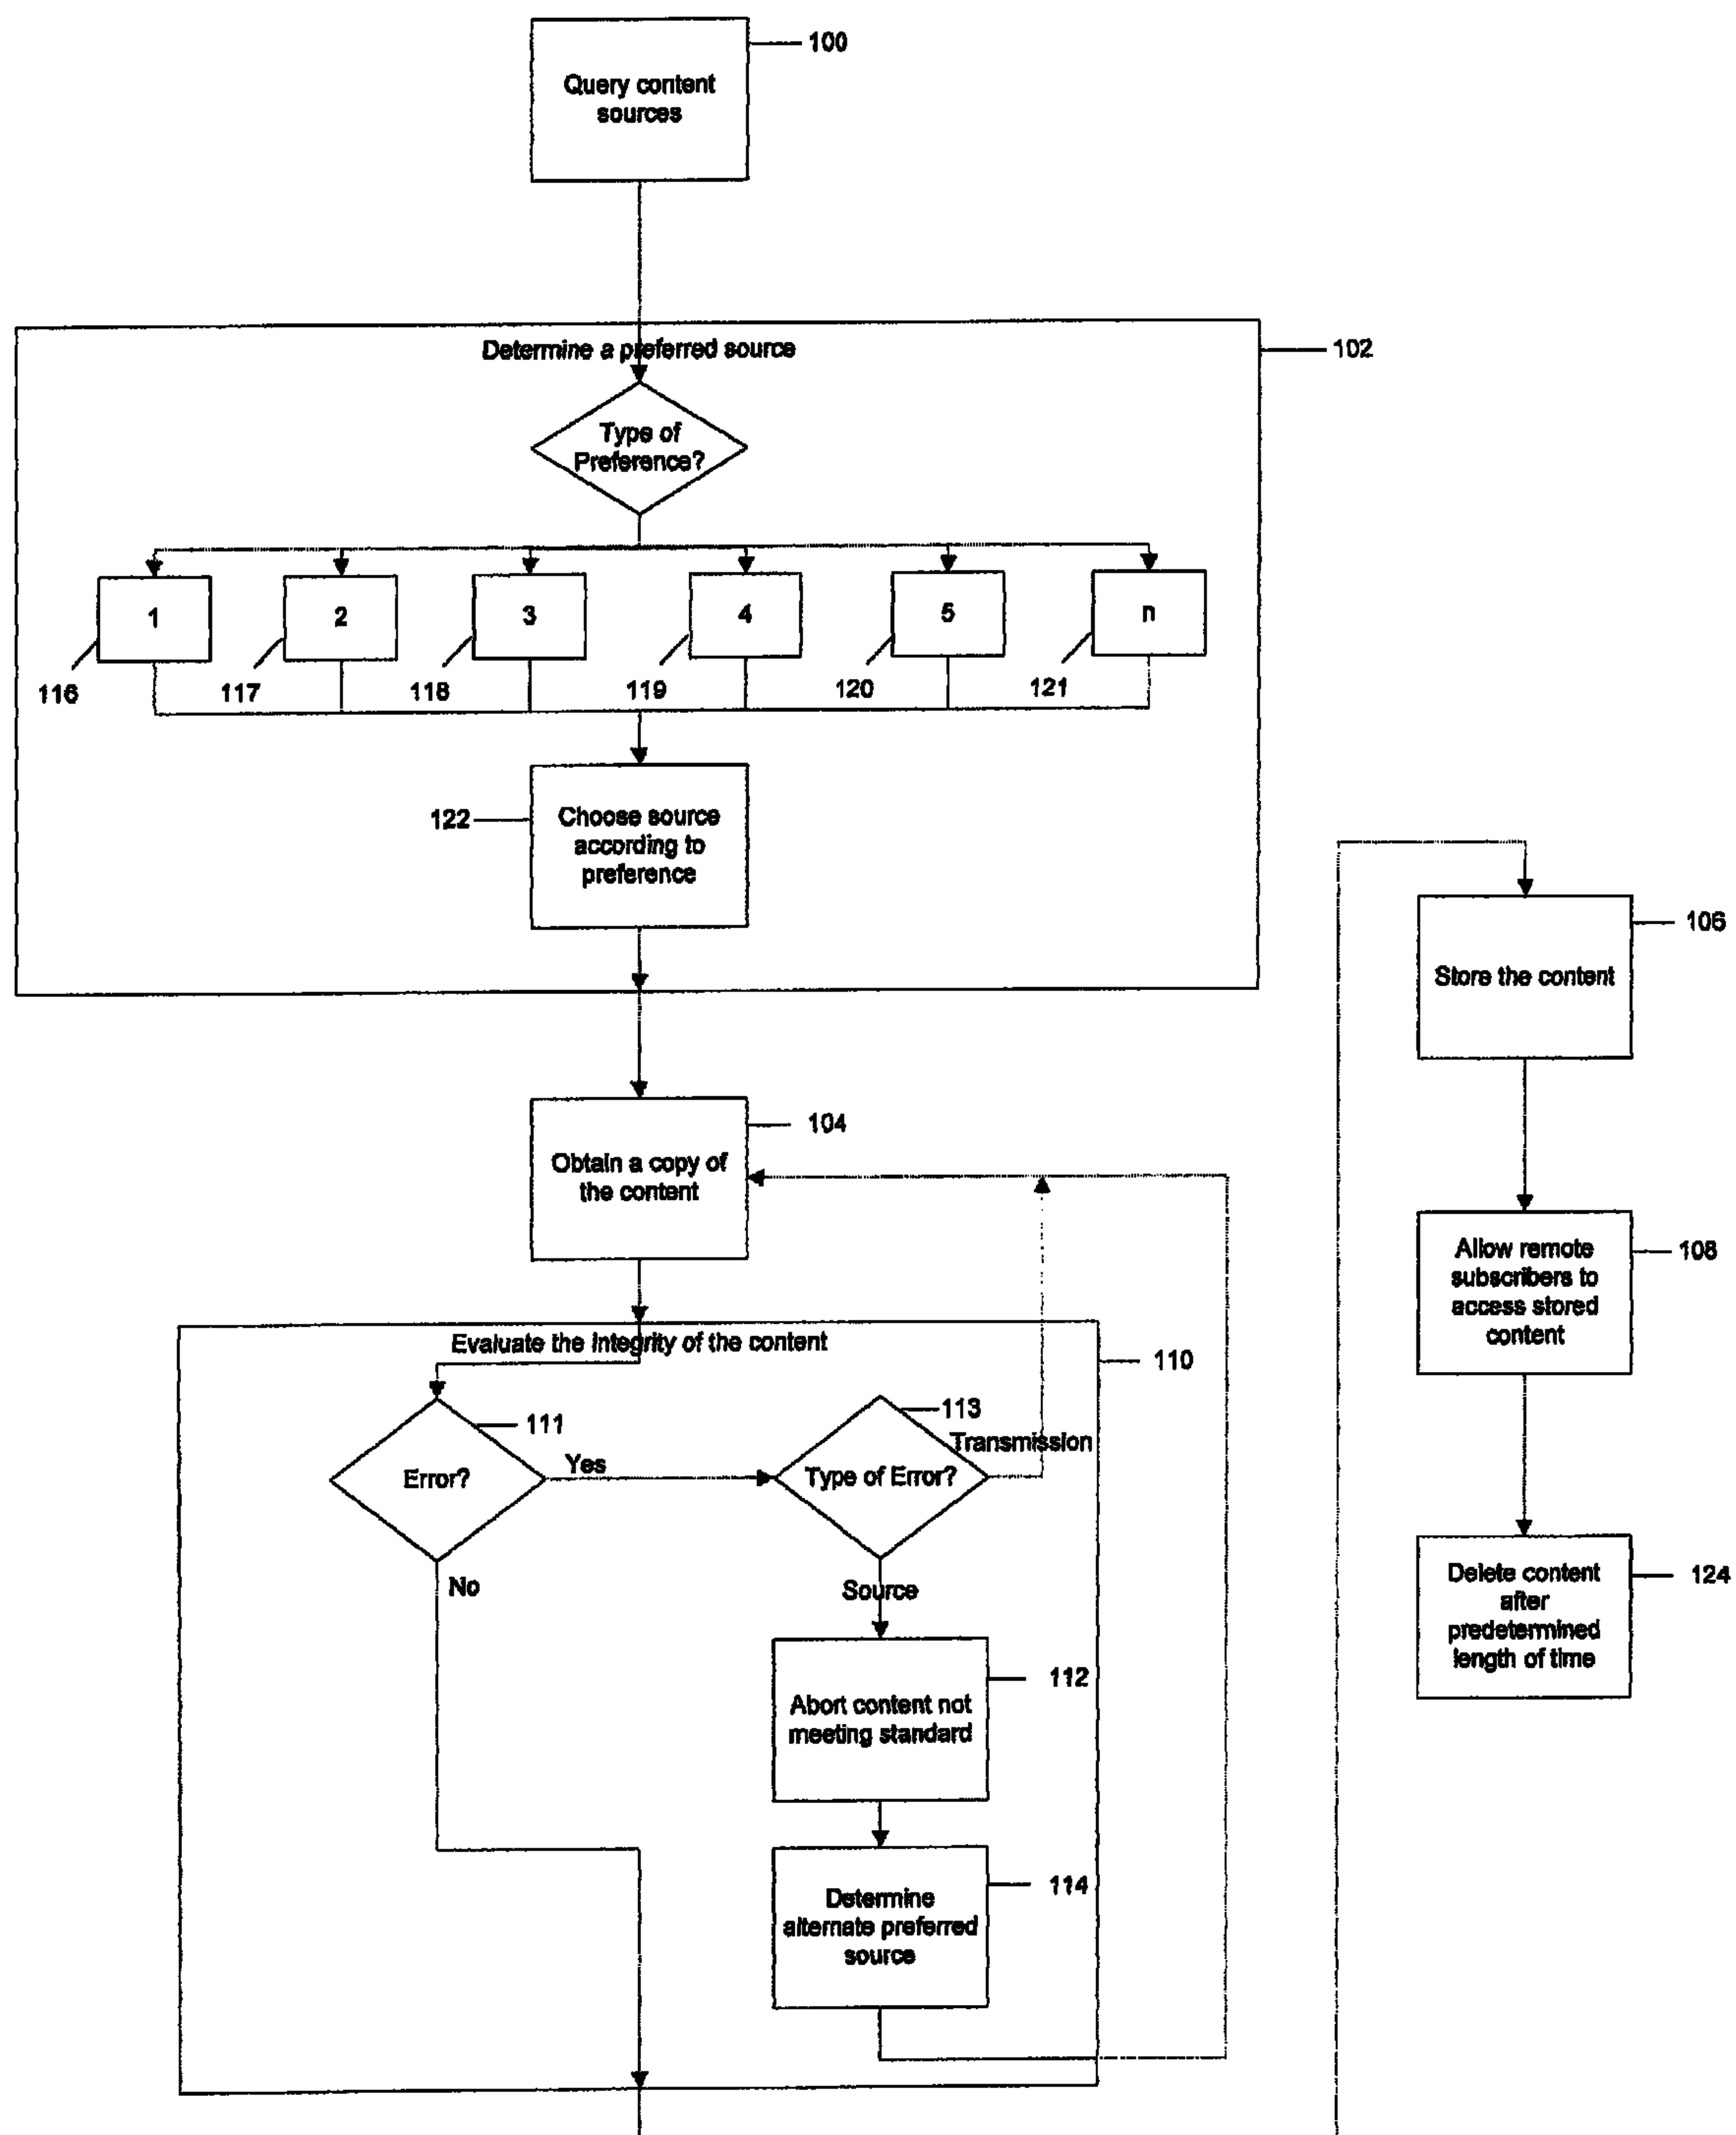 100
Query content
sources
Determine a preferred source
102
Type of
Preference?
1
2
3
4
5
n
116
117
118
119
120
121
122
Choose source
according to
preference
106
Store the content
104
Obtain a copy of
the content
108
Allow remote
subscribers to
access stored
content
Evaluate the integrity of the content
110
111
Error?
Yes
No
113
Transmission
Type of Error?
Source
112
Abort content not
meeting standard
114
Determine
alternate preferred
source
124
Delete content
after
predetermined
length of time